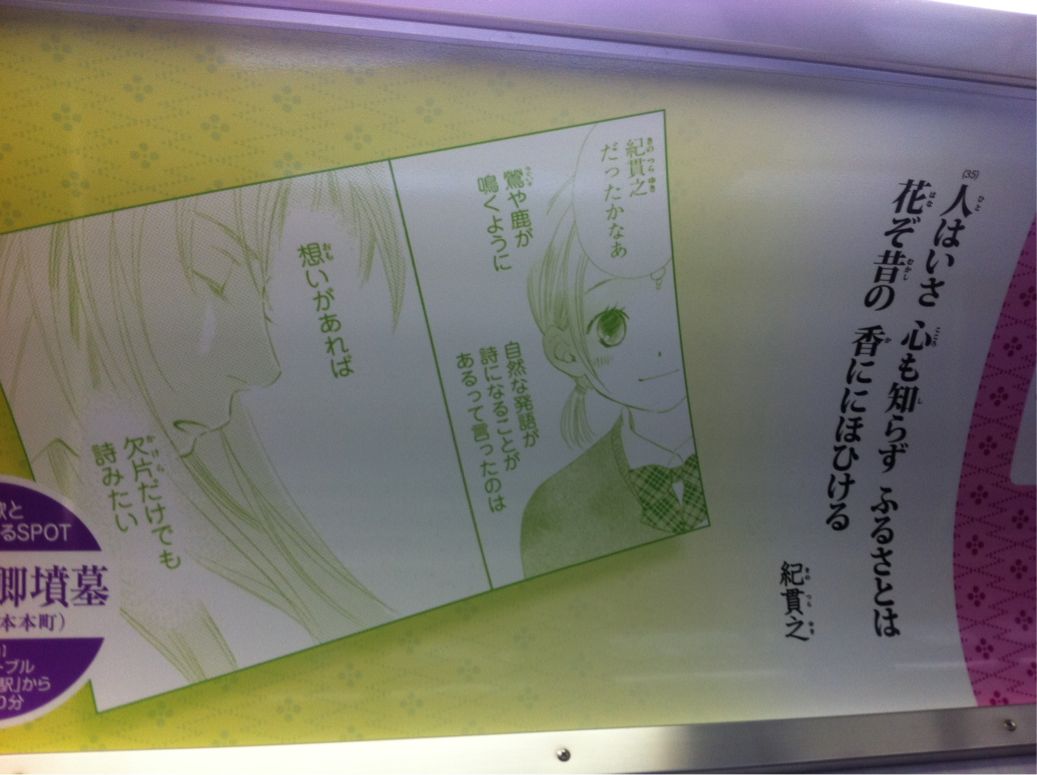 (35)
人はいさ 心も知らず ふるさとは
花ぞ昔の 香ににほひける
紀貫之
紀貫之
だったかなぁ
鶯や鹿が
鳴くように
自然な発語が
詩になることが
あるって言ったのは
想いがあれば
欠片だけでも
詩みたい
歌と
るSPOT
卿墳墓
本本町)
ーブル
駅」から
0分